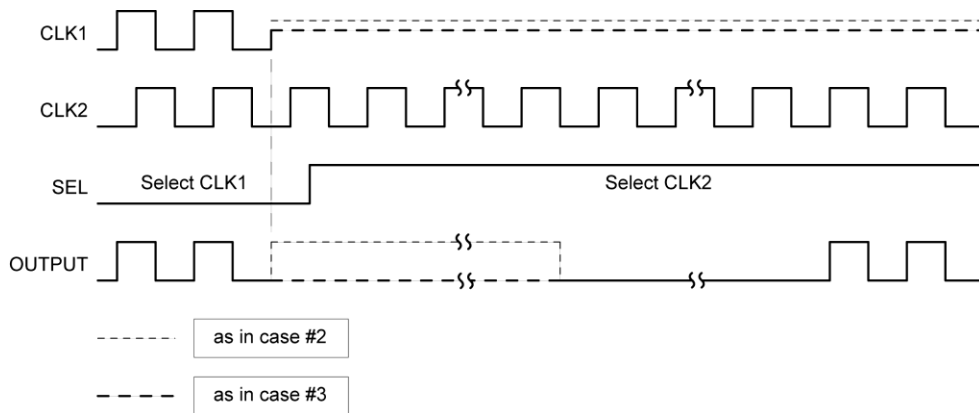 CLK1
CLK2
SEL
Select CLK1
Select CLK2
OUTPUT
as in case #2
as in case #3